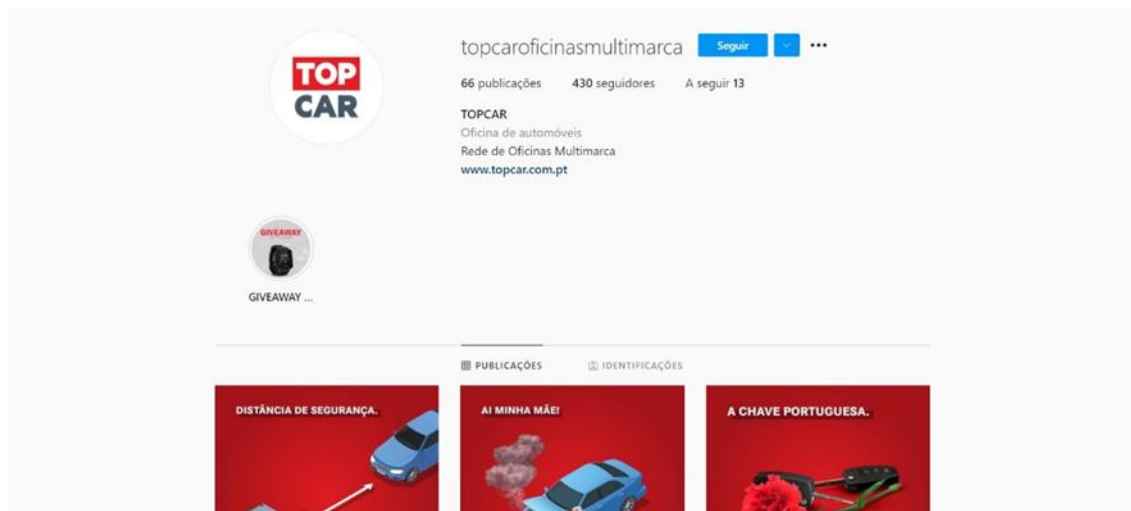 TOP
CAR
topcaroficinasmultimarca Seguir
66 publicações 430 seguidores A seguir 13
TOPCAR
Oficina de automóveis
Rede de Oficinas Multimarca
www.topcar.com.pt
GIVEAWAY
GIVEAWAY ...
PUBLICAÇÕES IDENTIFICAÇÕES
DISTÂNCIA DE SEGURANÇA.
AI MINHA MÃE!
A CHAVE PORTUGUESA.